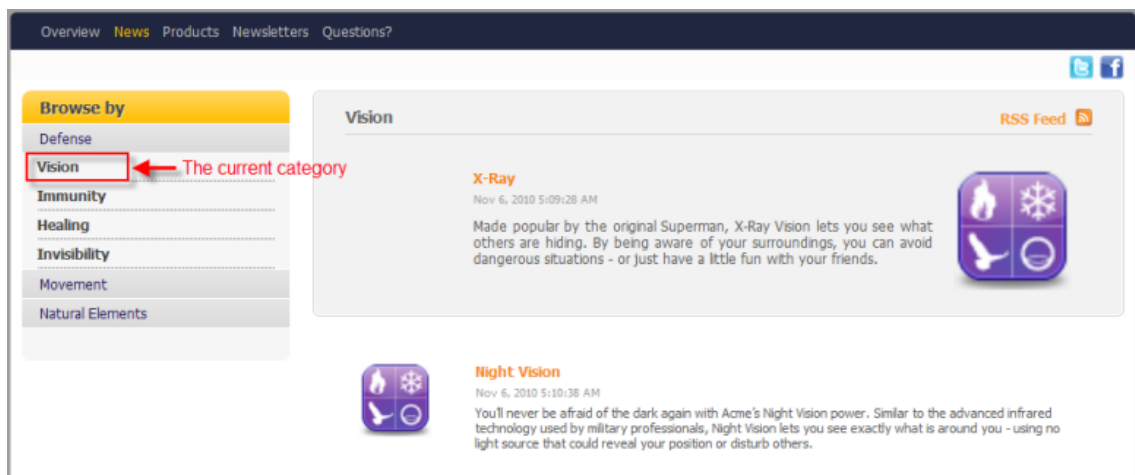 Overview News Products Newsletters Questions?
Browse by
Defense
Vision
The current category
Immunity
Healing
Invisibility
Movement
Natural Elements
Vision
RSS Feed
X-Ray
Nov 6, 2010 5:09:28 AM
Made popular by the original Superman, X-Ray Vision lets you see what
others are hiding. By being aware of your surroundings, you can avoid
dangerous situations - or just have a little fun with your friends.
Night Vision
Nov 6, 2010 5:10:38 AM
You'll never be afraid of the dark again with Acme's Night Vision power. Similar to the advanced infrared
technology used by military professionals, Night Vision lets you see exactly what is around you - using no
light source that could reveal your position or disturb others.